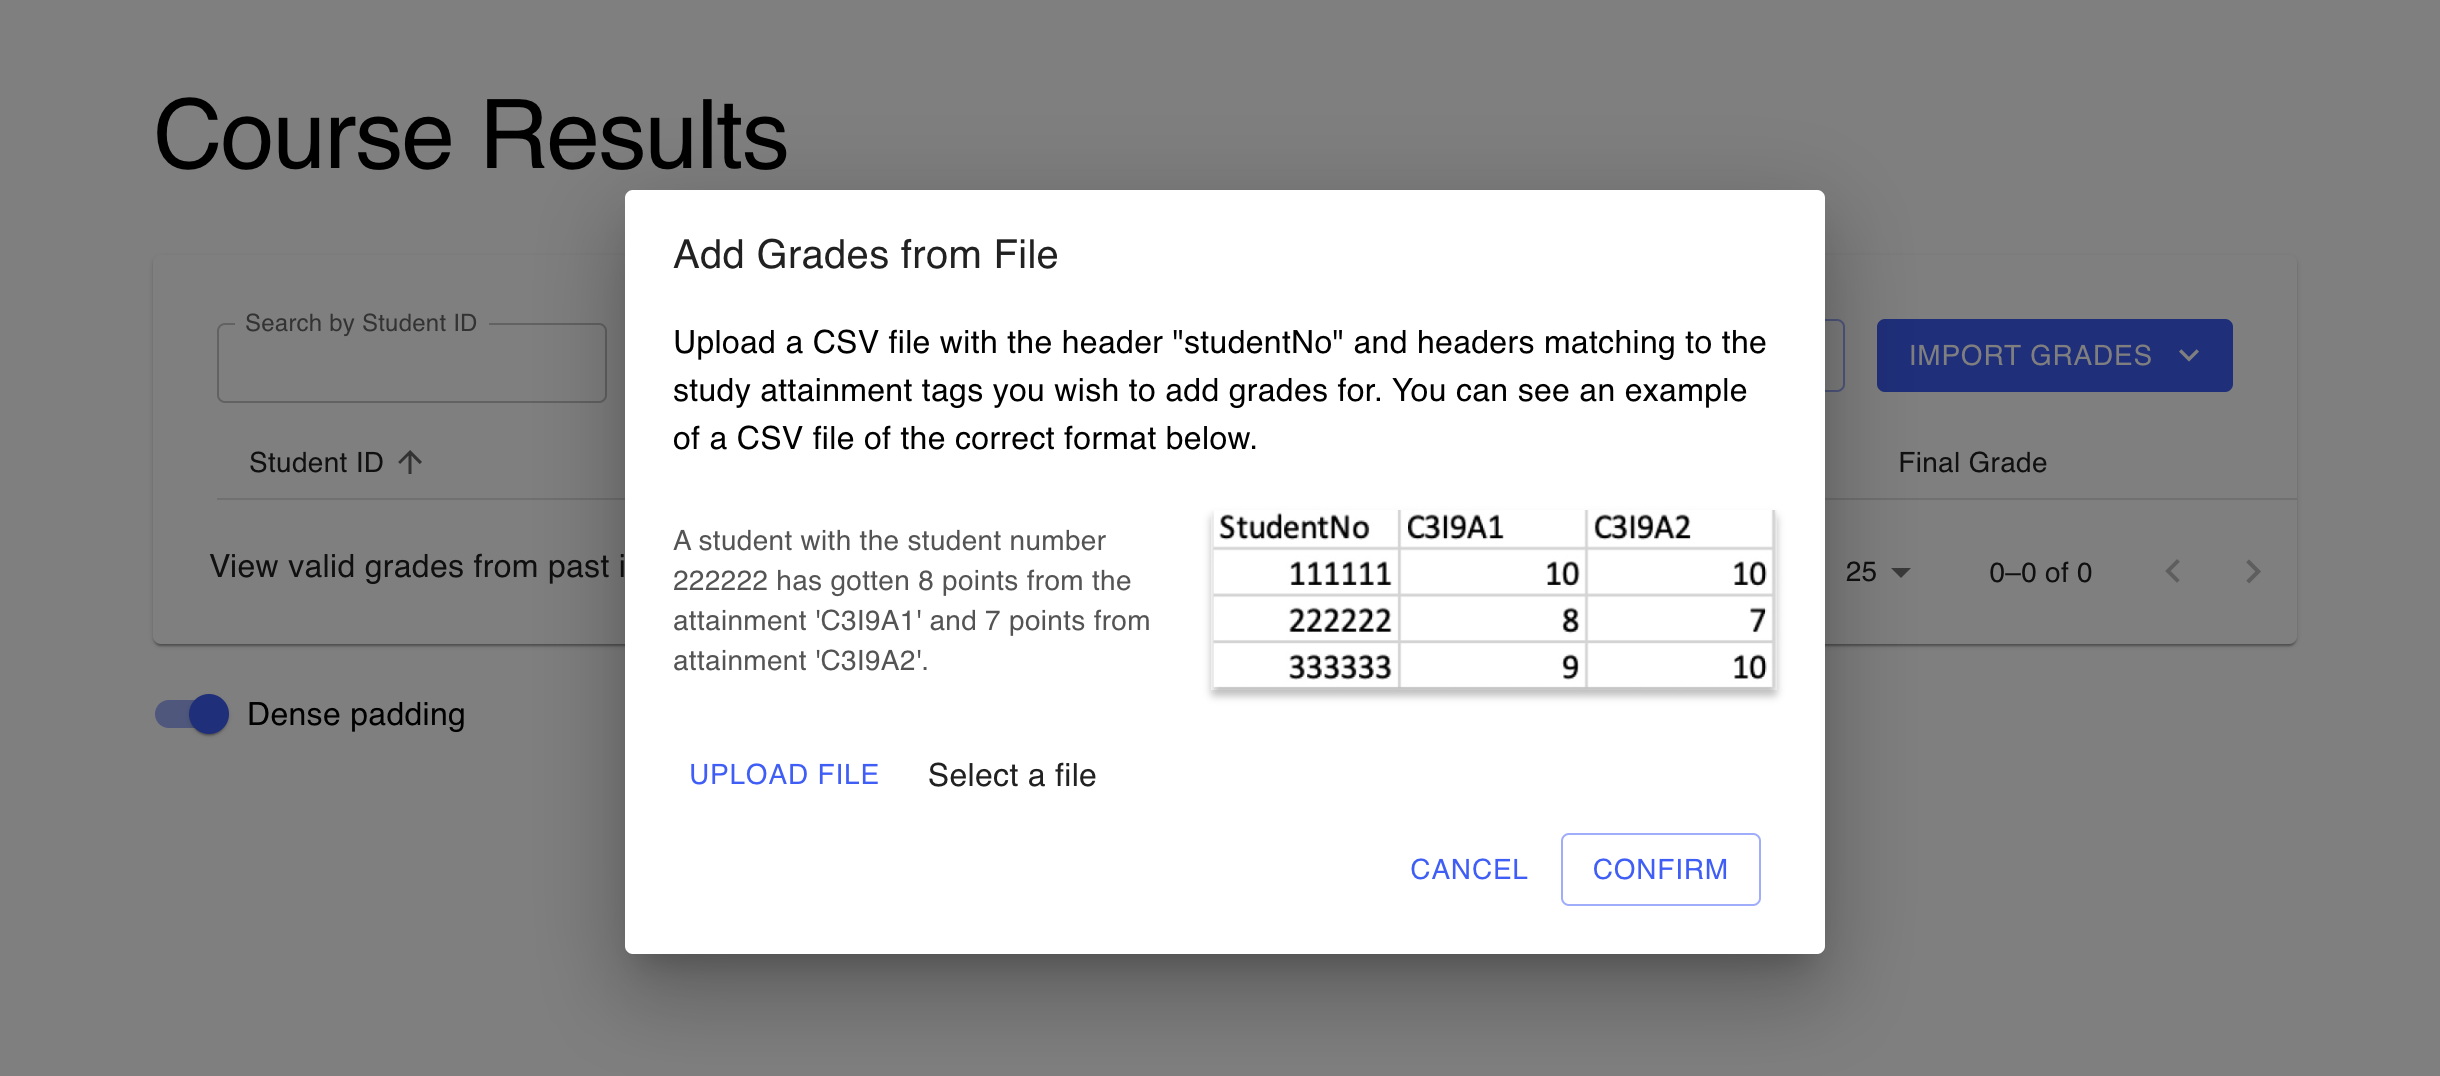 Course Results
Search by Student ID
IMPORT GRADES
Student ID
Final Grade
View valid grades from past i
25
0–0 of 0
Dense padding
Add Grades from File
Upload a CSV file with the header "studentNo" and headers matching to the
study attainment tags you wish to add grades for. You can see an example
of a CSV file of the correct format below.
A student with the student number
222222 has gotten 8 points from the
attainment 'C3I9A1' and 7 points from
attainment 'C3I9A2'.
StudentNo C3I9A1 C3I9A2
111111 10 10
222222 8 7
333333 9 10
UPLOAD FILE Select a file
CANCEL CONFIRM